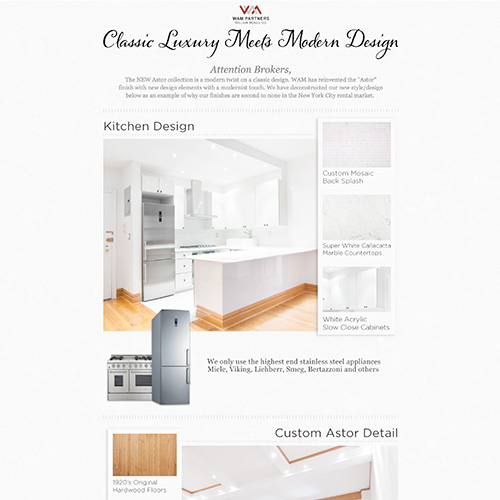 WAM PARTNERS
Classic Luxury Meets Modern Design
Attention Brokers,
The NEW Astor collection is a modern twist on a classic design. WAM has reinvented the "Astor"
finish with new design elements with a modernist touch. We have deconstructed our new style/design
below as an example of why our finishes are second to none in the New York City rental market.
Kitchen Design
Custom Mosaic
Back Splash
Super White Callacatta
Marble Countertops
White Acrylic
Slow Close Cabinets
We only use the highest end stainless steel appliances
Miele, Viking, Liebherr, Smeg, Bertazzoni and others
Custom Astor Detail
1920's Original
Hardwood Floors